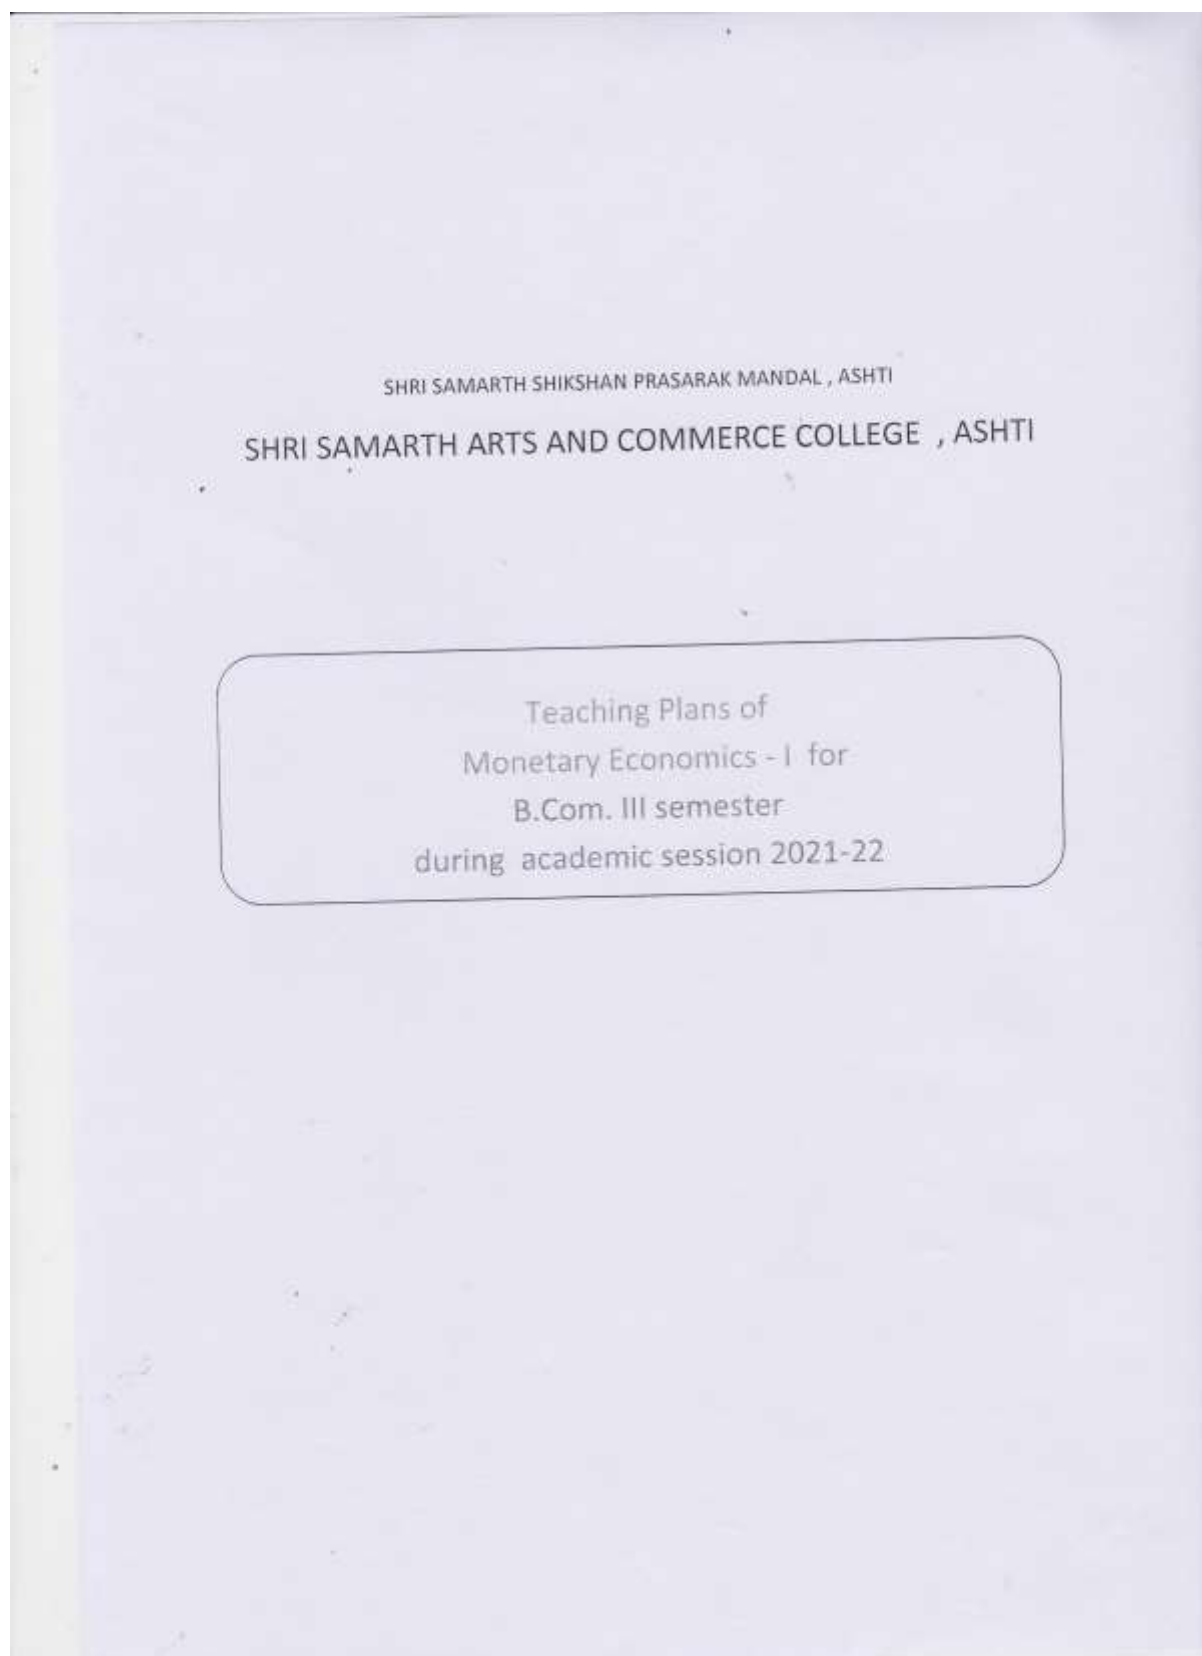 SHRI SAMARTH SHIKSHAN PRASARAK MANDAL , ASHTI
SHRI SAMARTH ARTS AND COMMERCE COLLEGE , ASHTI
Teaching Plans of
Monetary Economics - I for
B.Com. III semester
during academic session 2021-22